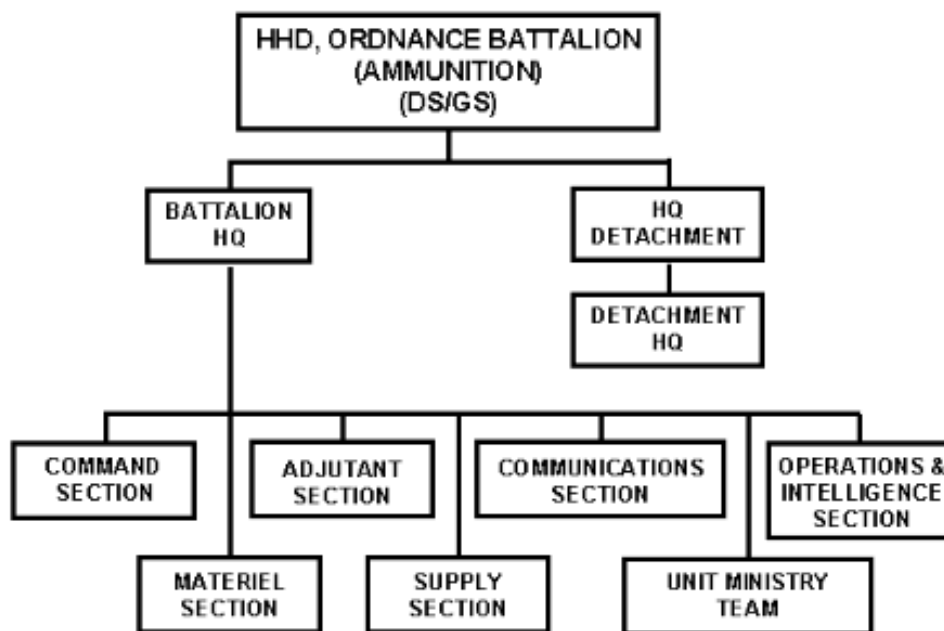 HHD, ORDNANCE BATTALION
(AMMUNITION)
(DS/GS)
BATTALION
HQ
HQ
DETACHMENT
DETACHMENT
HQ
COMMAND
SECTION
ADJUTANT
SECTION
COMMUNICATIONS
SECTION
OPERATIONS &
INTELLIGENCE
SECTION
MATERIEL
SECTION
SUPPLY
SECTION
UNIT MINISTRY
TEAM